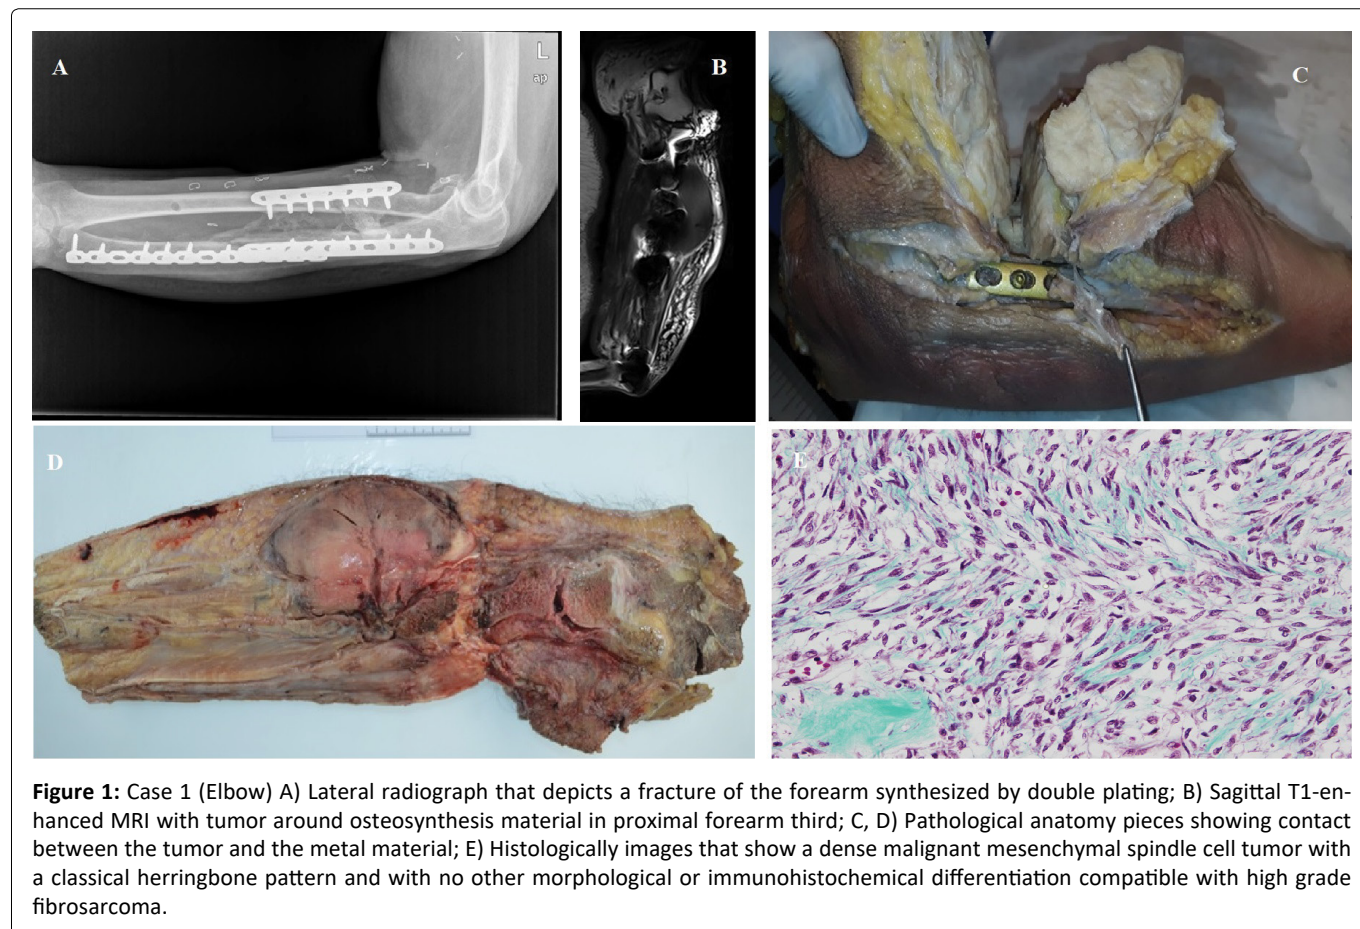 A
L
ap
B
C
D
E
Figure 1: Case 1 (Elbow) A) Lateral radiograph that depicts a fracture of the forearm synthesized by double plating; B) Sagittal T1-en-
hanced MRI with tumor around osteosynthesis material in proximal forearm third; C, D) Pathological anatomy pieces showing contact
between the tumor and the metal material; E) Histologically images that show a dense malignant mesenchymal spindle cell tumor with
a classical herringbone pattern and with no other morphological or immunohistochemical differentiation compatible with high grade
fibrosarcoma.